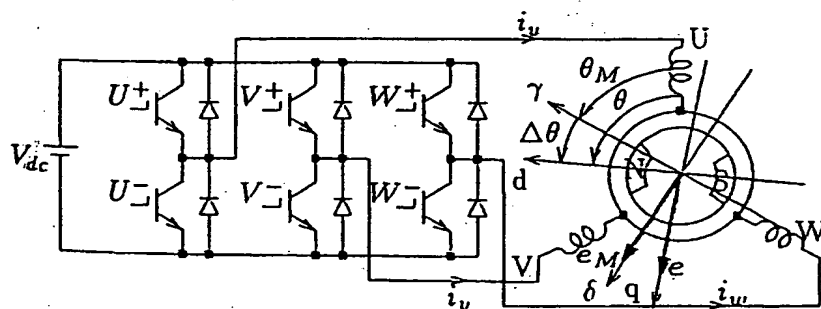 i_u
U
U+
V+
W+
θ_M
γ
θ
Δθ
V_dc
N
d
U−
V−
W−
V
e_M
e
W
i_v
δ
q
i_w